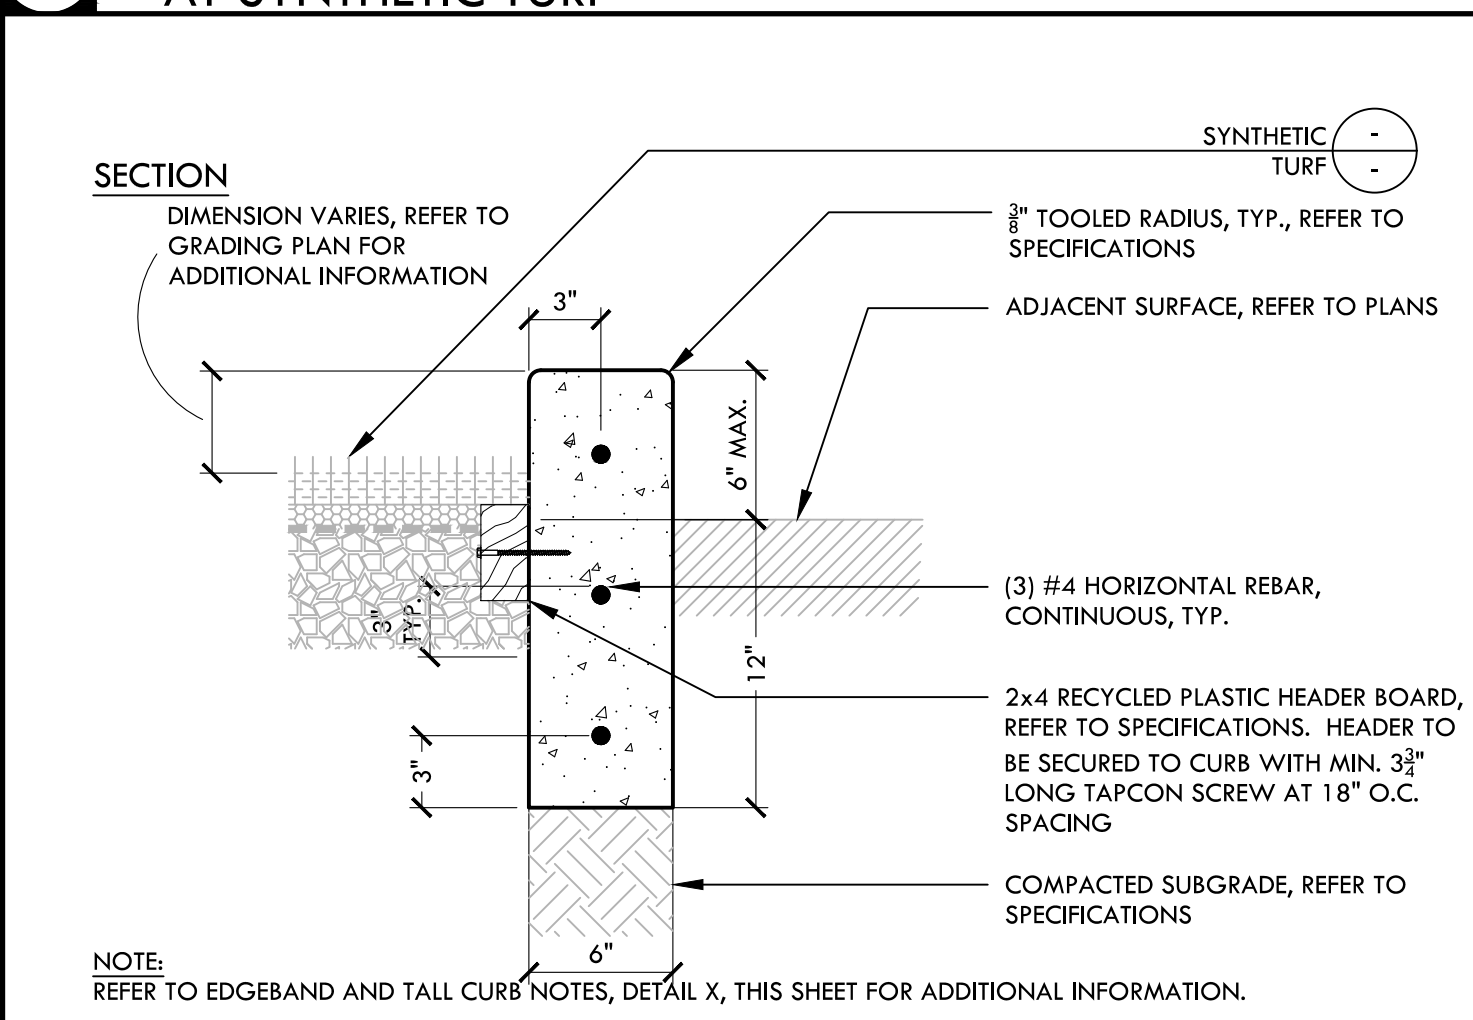 AT SYNTHETIC TURF
SECTION
DIMENSION VARIES, REFER TO
GRADING PLAN FOR
ADDITIONAL INFORMATION
SYNTHETIC
TURF
-
-
3/8" TOOLED RADIUS, TYP., REFER TO
SPECIFICATIONS
ADJACENT SURFACE, REFER TO PLANS
3"
6" MAX.
3"
TYP.
12"
3"
(3) #4 HORIZONTAL REBAR,
CONTINUOUS, TYP.
2x4 RECYCLED PLASTIC HEADER BOARD,
REFER TO SPECIFICATIONS.  HEADER TO
BE SECURED TO CURB WITH MIN. 3 3/4"
LONG TAPCON SCREW AT 18" O.C.
SPACING
COMPACTED SUBGRADE, REFER TO
SPECIFICATIONS
6"
NOTE:
REFER TO EDGEBAND AND TALL CURB NOTES, DETAIL X, THIS SHEET FOR ADDITIONAL INFORMATION.